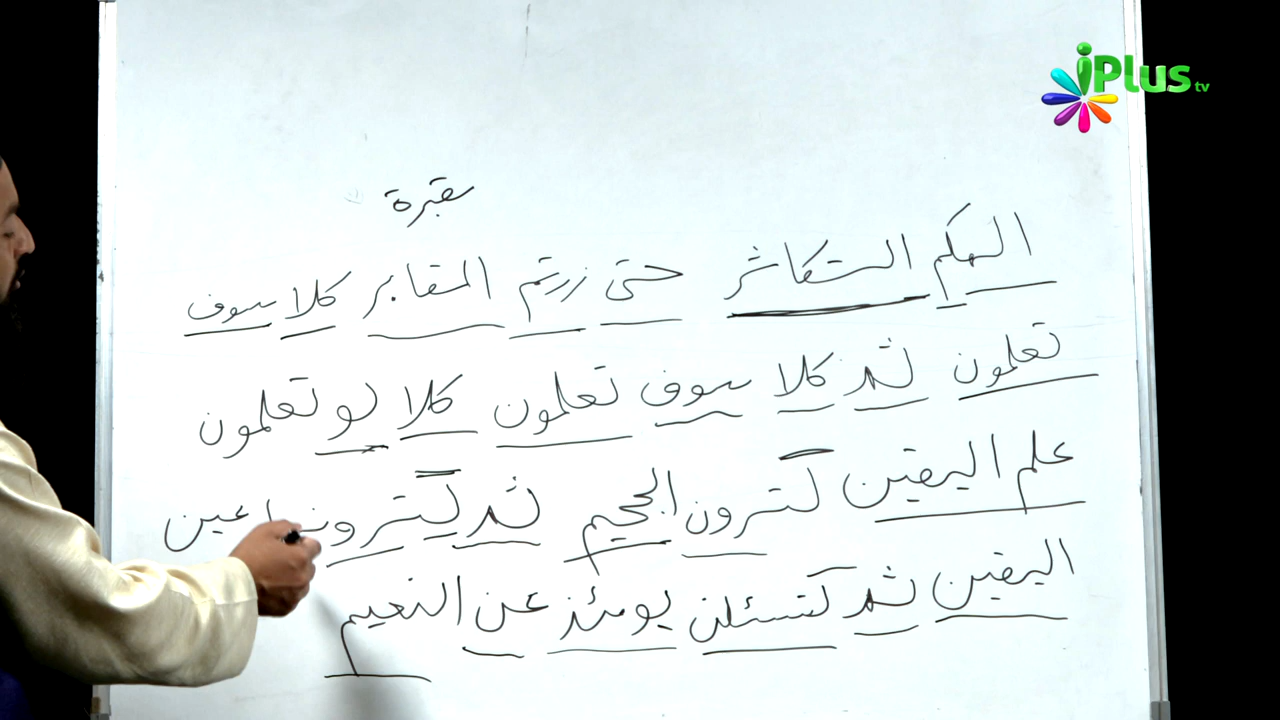 iPlus tv
مقبرة
الهكم التكاثر حتى زرتم المقابر كلا سوف
تعلمون ثم كلا سوف تعلمون كلا لو تعلمون
علم اليقين لترون الجحيم ثم لترونها عين
اليقين ثم لتسئلن يومئذ عن النعيم